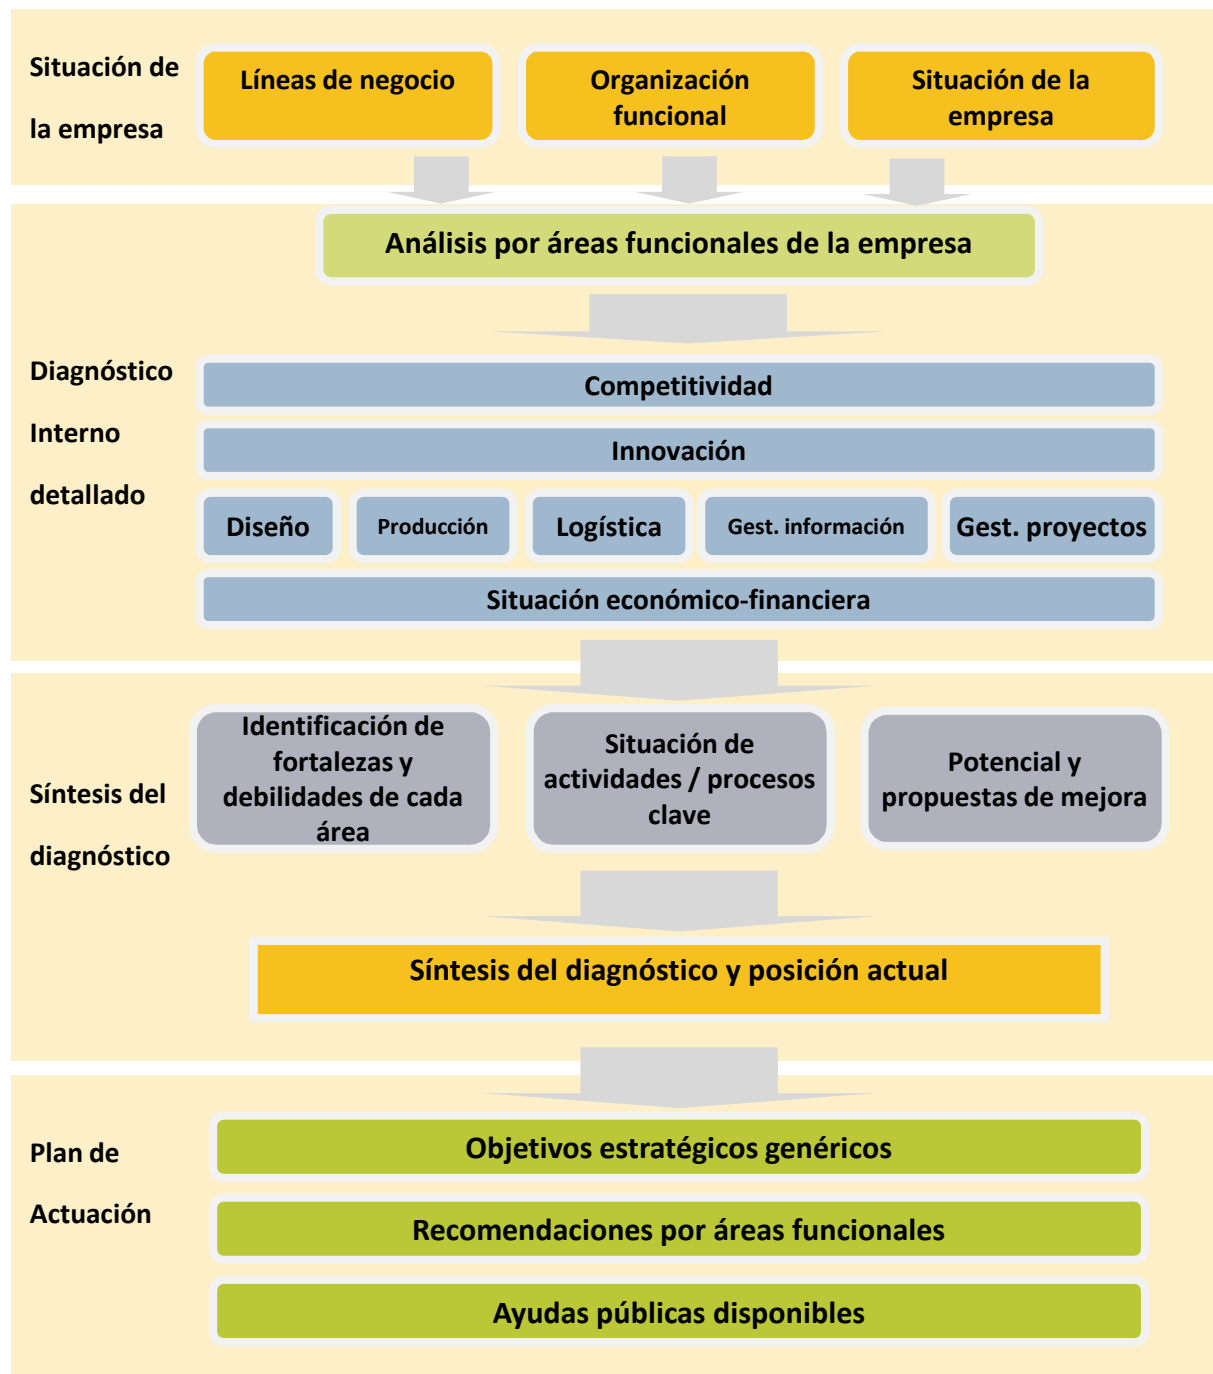 Situación de
la empresa
Líneas de negocio
Organización
funcional
Situación de la
empresa
Análisis por áreas funcionales de la empresa
Diagnóstico
Interno
detallado
Competitividad
Innovación
Diseño
Producción
Logística
Gest. información
Gest. proyectos
Situación económico-financiera
Síntesis del
diagnóstico
Identificación de
fortalezas y
debilidades de cada
área
Situación de
actividades / procesos
clave
Potencial y
propuestas de mejora
Síntesis del diagnóstico y posición actual
Plan de
Actuación
Objetivos estratégicos genéricos
Recomendaciones por áreas funcionales
Ayudas públicas disponibles